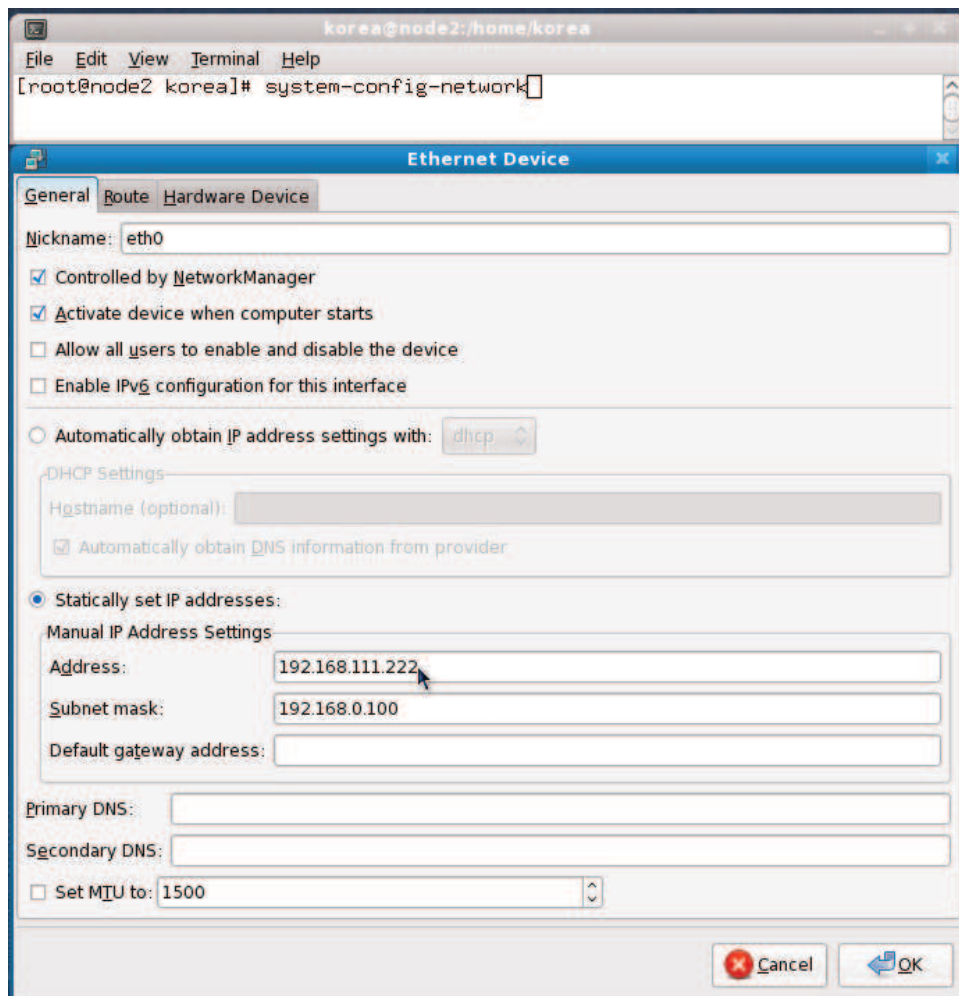 korea@node2:/home/korea
File Edit View Terminal Help
[root@node2 korea]# system-config-network
Ethernet Device
General Route Hardware Device
Nickname: eth0
Controlled by NetworkManager
Activate device when computer starts
Allow all users to enable and disable the device
Enable IPv6 configuration for this interface
Automatically obtain IP address settings with: dhcp
DHCP Settings
Hostname (optional):
Automatically obtain DNS information from provider
Statically set IP addresses:
Manual IP Address Settings
Address: 192.168.111.222
Subnet mask: 192.168.0.100
Default gateway address:
Primary DNS:
Secondary DNS:
Set MTU to: 1500
Cancel OK